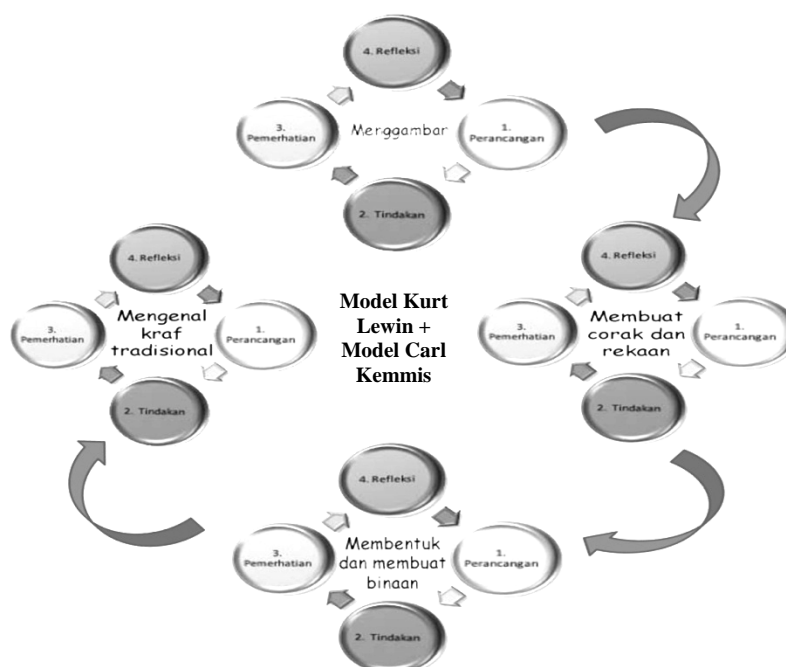 4. Refleksi
3.
Pemerhatian
Menggambar
1.
Perancangan
2. Tindakan
4. Refleksi
3.
Pemerhatian
Mengenal
kraf
tradisional
1.
Perancangan
2. Tindakan
Model Kurt
Lewin +
Model Carl
Kemmis
4. Refleksi
3.
Pemerhatian
Membuat
corak dan
rekaan
1.
Perancangan
2. Tindakan
4. Refleksi
3.
Pemerhatian
Membentuk
dan membuat
binaan
1.
Perancangan
2. Tindakan